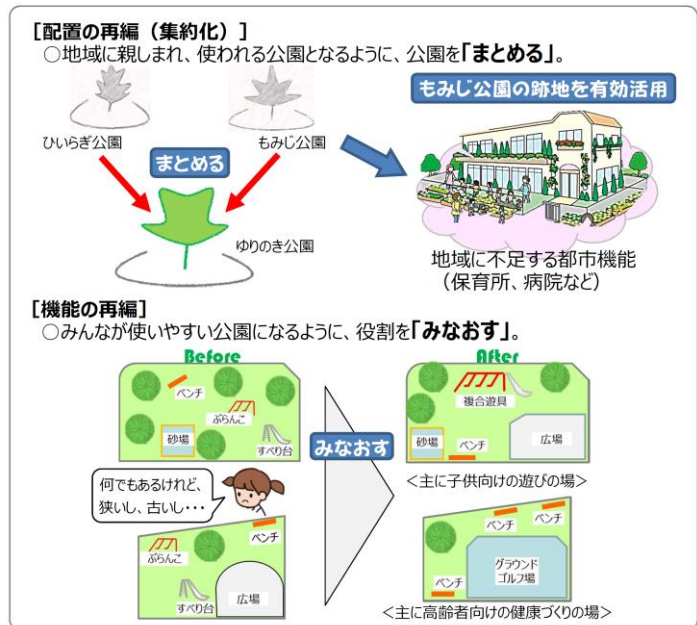 [配置の再編（集約化）]
○地域に親しまれ、使われる公園となるように、公園を「まとめる」。
ひいらぎ公園
もみじ公園
まとめる
ゆりのき公園
もみじ公園の跡地を有効活用
地域に不足する都市機能
（保育所、病院など）
[機能の再編]
○みんなが使いやすい公園になるように、役割を「みなおす」。
Before
ベンチ
ぶらんこ
砂場
すべり台
何でもあるけれど、
狭いし、古いし・・・
ぶらんこ
ベンチ
すべり台
広場
みなおす
After
複合遊具
砂場
ベンチ
広場
＜主に子供向けの遊びの場＞
ベンチ
ベンチ
グラウンド
ゴルフ場
ベンチ
＜主に高齢者向けの健康づくりの場＞